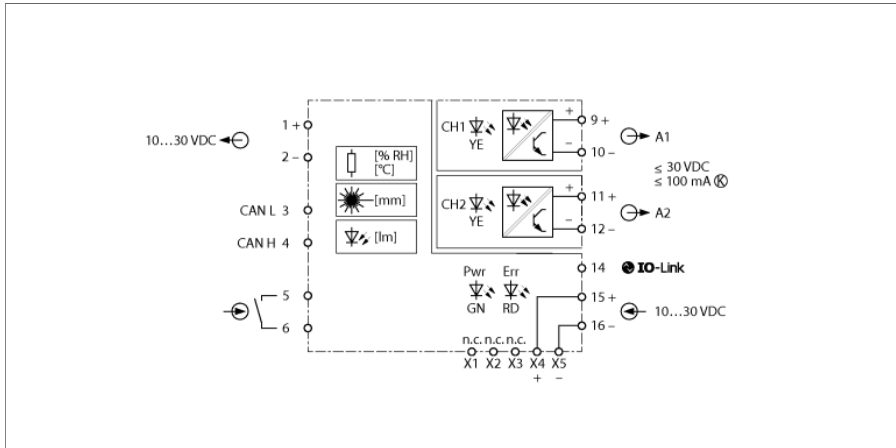 10...30 VDC
1 +
2 –
CAN L 3
CAN H 4
5
6
[% RH]
[°C]
[mm]
[lm]
CH1
YE
+
–
9 +
10 –
A1
≤ 30 VDC
≤ 100 mA Ⓚ
CH2
YE
+
–
11 +
12 –
A2
14 IO-Link
Pwr Err
GN RD
15 +
16 –
10...30 VDC
n.c. n.c. n.c.
X1 X2 X3 X4 X5
+ –